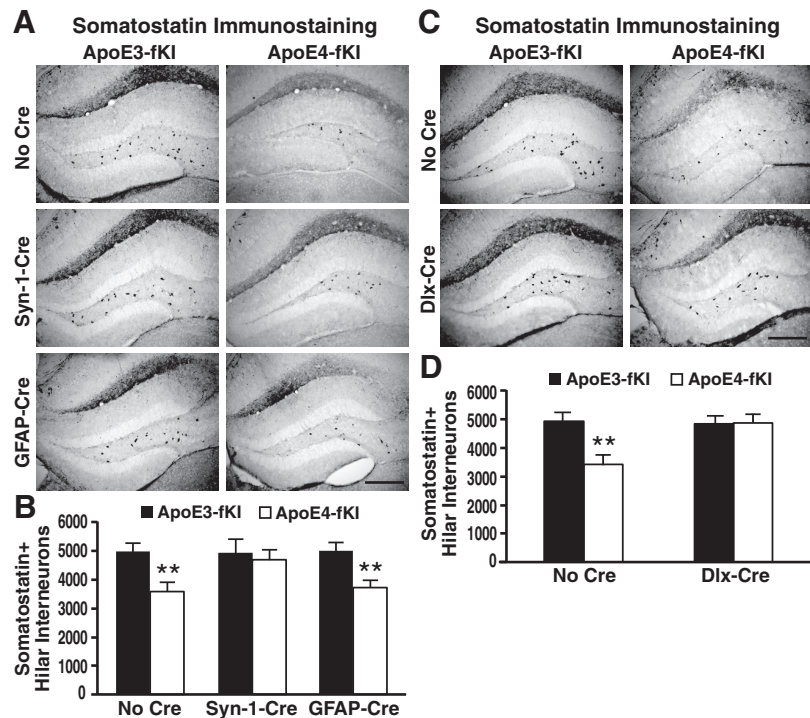 A Somatostatin Immunostaining
ApoE3-fKI ApoE4-fKI
No Cre
Syn-1-Cre
GFAP-Cre
B
ApoE3-fKI ApoE4-fKI
Somatostatin+
Hilar Interneurons
6000
5000
4000
3000
2000
1000
0
**
**
No Cre Syn-1-Cre GFAP-Cre
C Somatostatin Immunostaining
ApoE3-fKI ApoE4-fKI
No Cre
Dlx-Cre
D
ApoE3-fKI ApoE4-fKI
Somatostatin+
Hilar Interneurons
6000
5000
4000
3000
2000
1000
0
**
No Cre Dlx-Cre